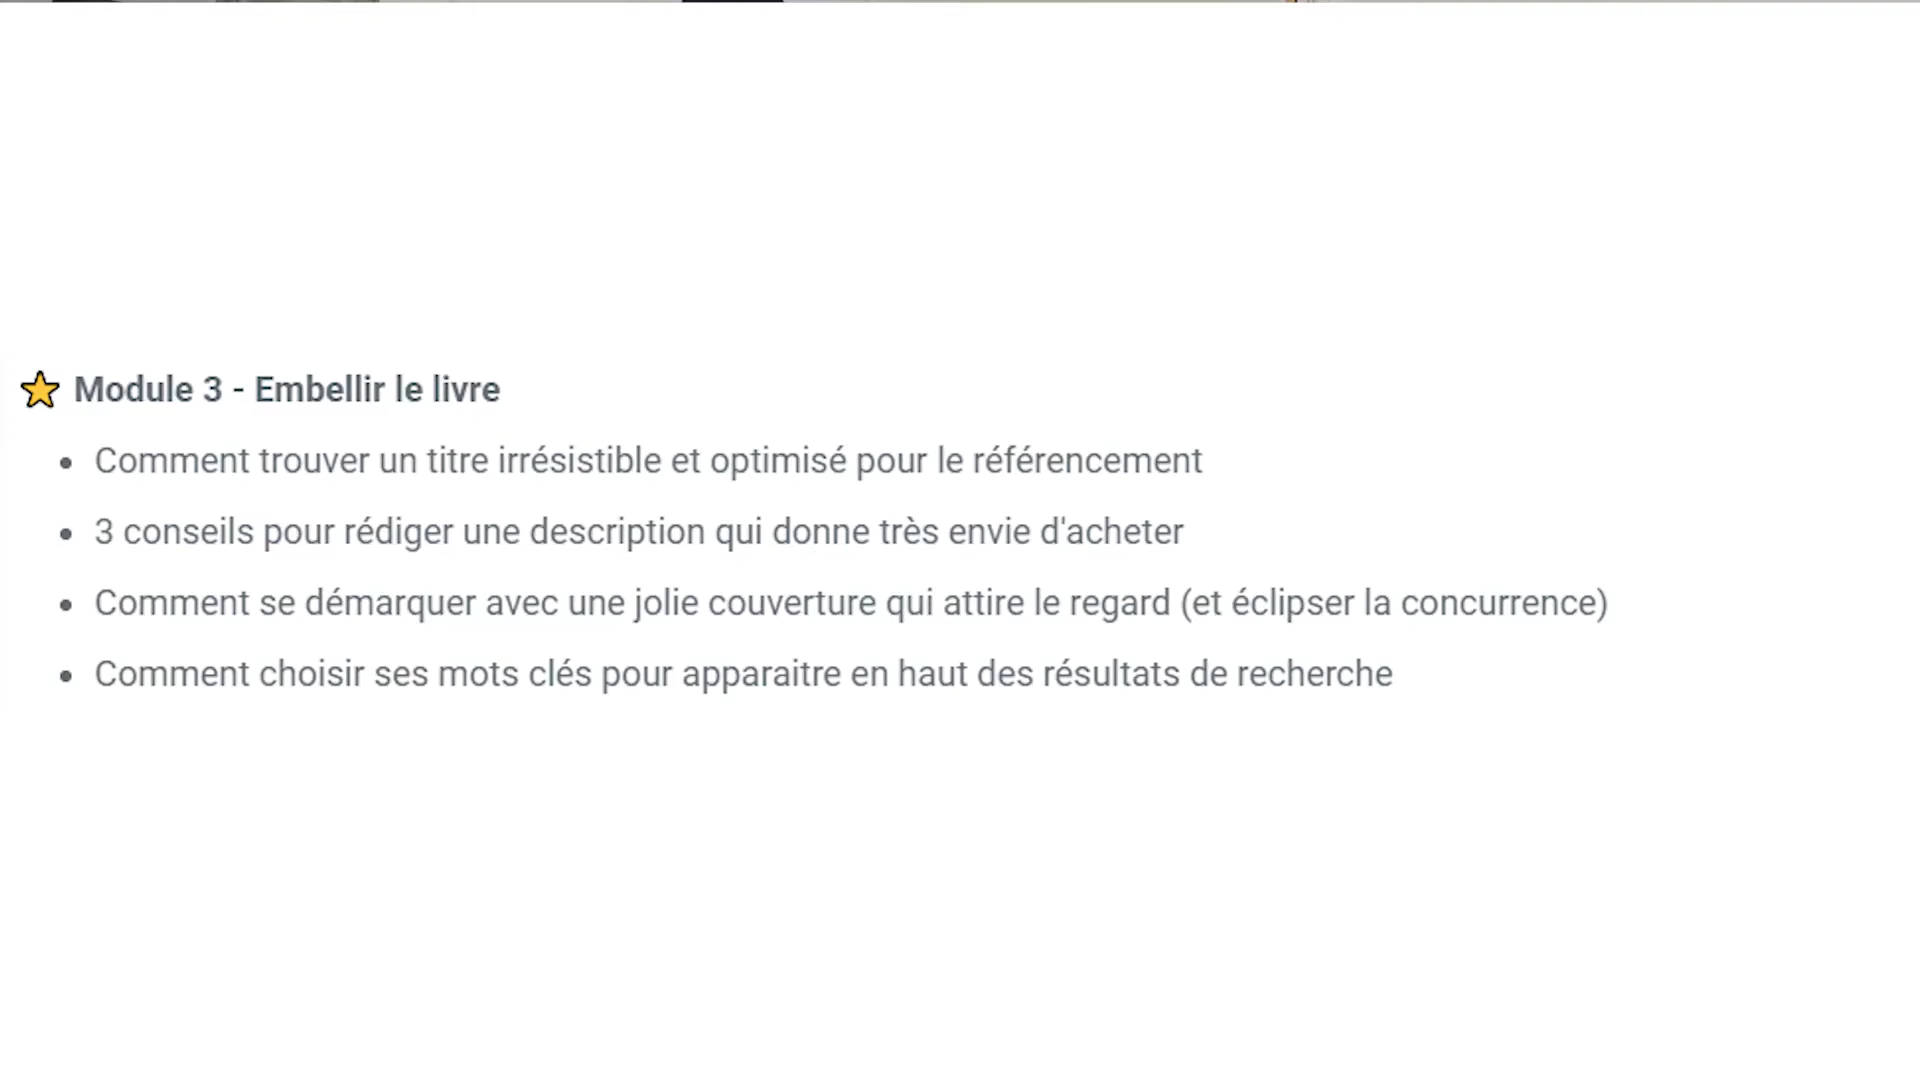 Module 3 - Embellir le livre
Comment trouver un titre irrésistible et optimisé pour le référencement
3 conseils pour rédiger une description qui donne très envie d'acheter
Comment se démarquer avec une jolie couverture qui attire le regard (et éclipser la concurrence)
Comment choisir ses mots clés pour apparaitre en haut des résultats de recherche